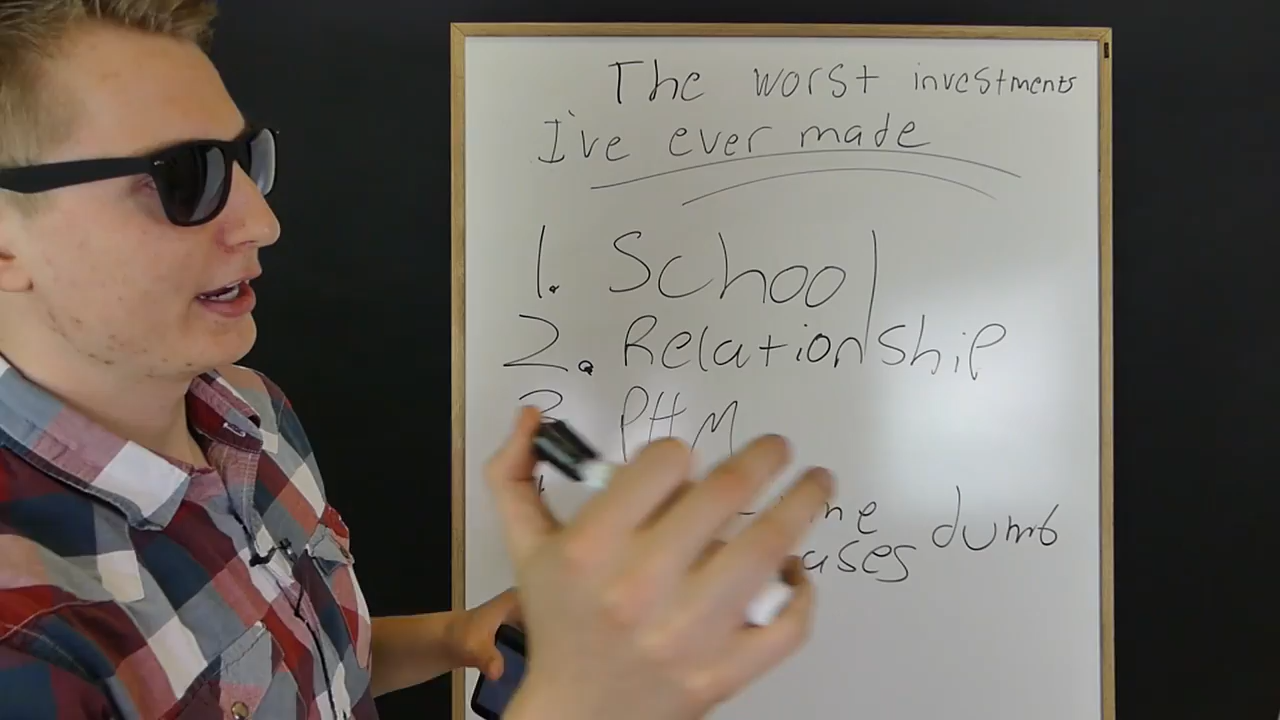 The worst investments
I've ever made
1. School
2. Relationship
3 PHM
dumb